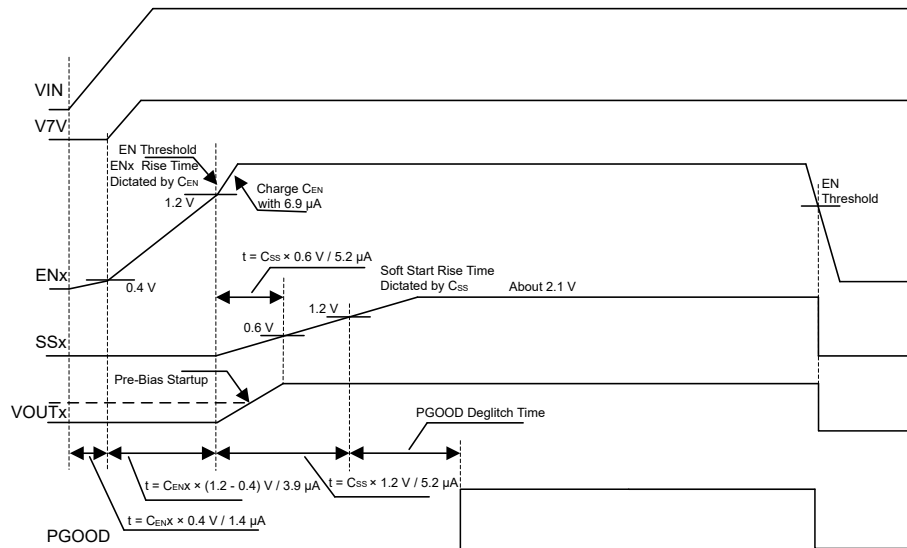 VIN
V7V
EN Threshold
ENx Rise Time
Dictated by CEN
1.2 V
Charge CEN
with 6.9 µA
EN
Threshold
ENx
0.4 V
t = CSS × 0.6 V / 5.2 µA
Soft Start Rise Time
Dictated by CSS
About 2.1 V
1.2 V
0.6 V
SSx
Pre-Bias Startup
VOUTx
PGOOD Deglitch Time
t = CENx × (1.2 - 0.4) V / 3.9 µA
t = CSS × 1.2 V / 5.2 µA
t = CENx × 0.4 V / 1.4 µA
PGOOD